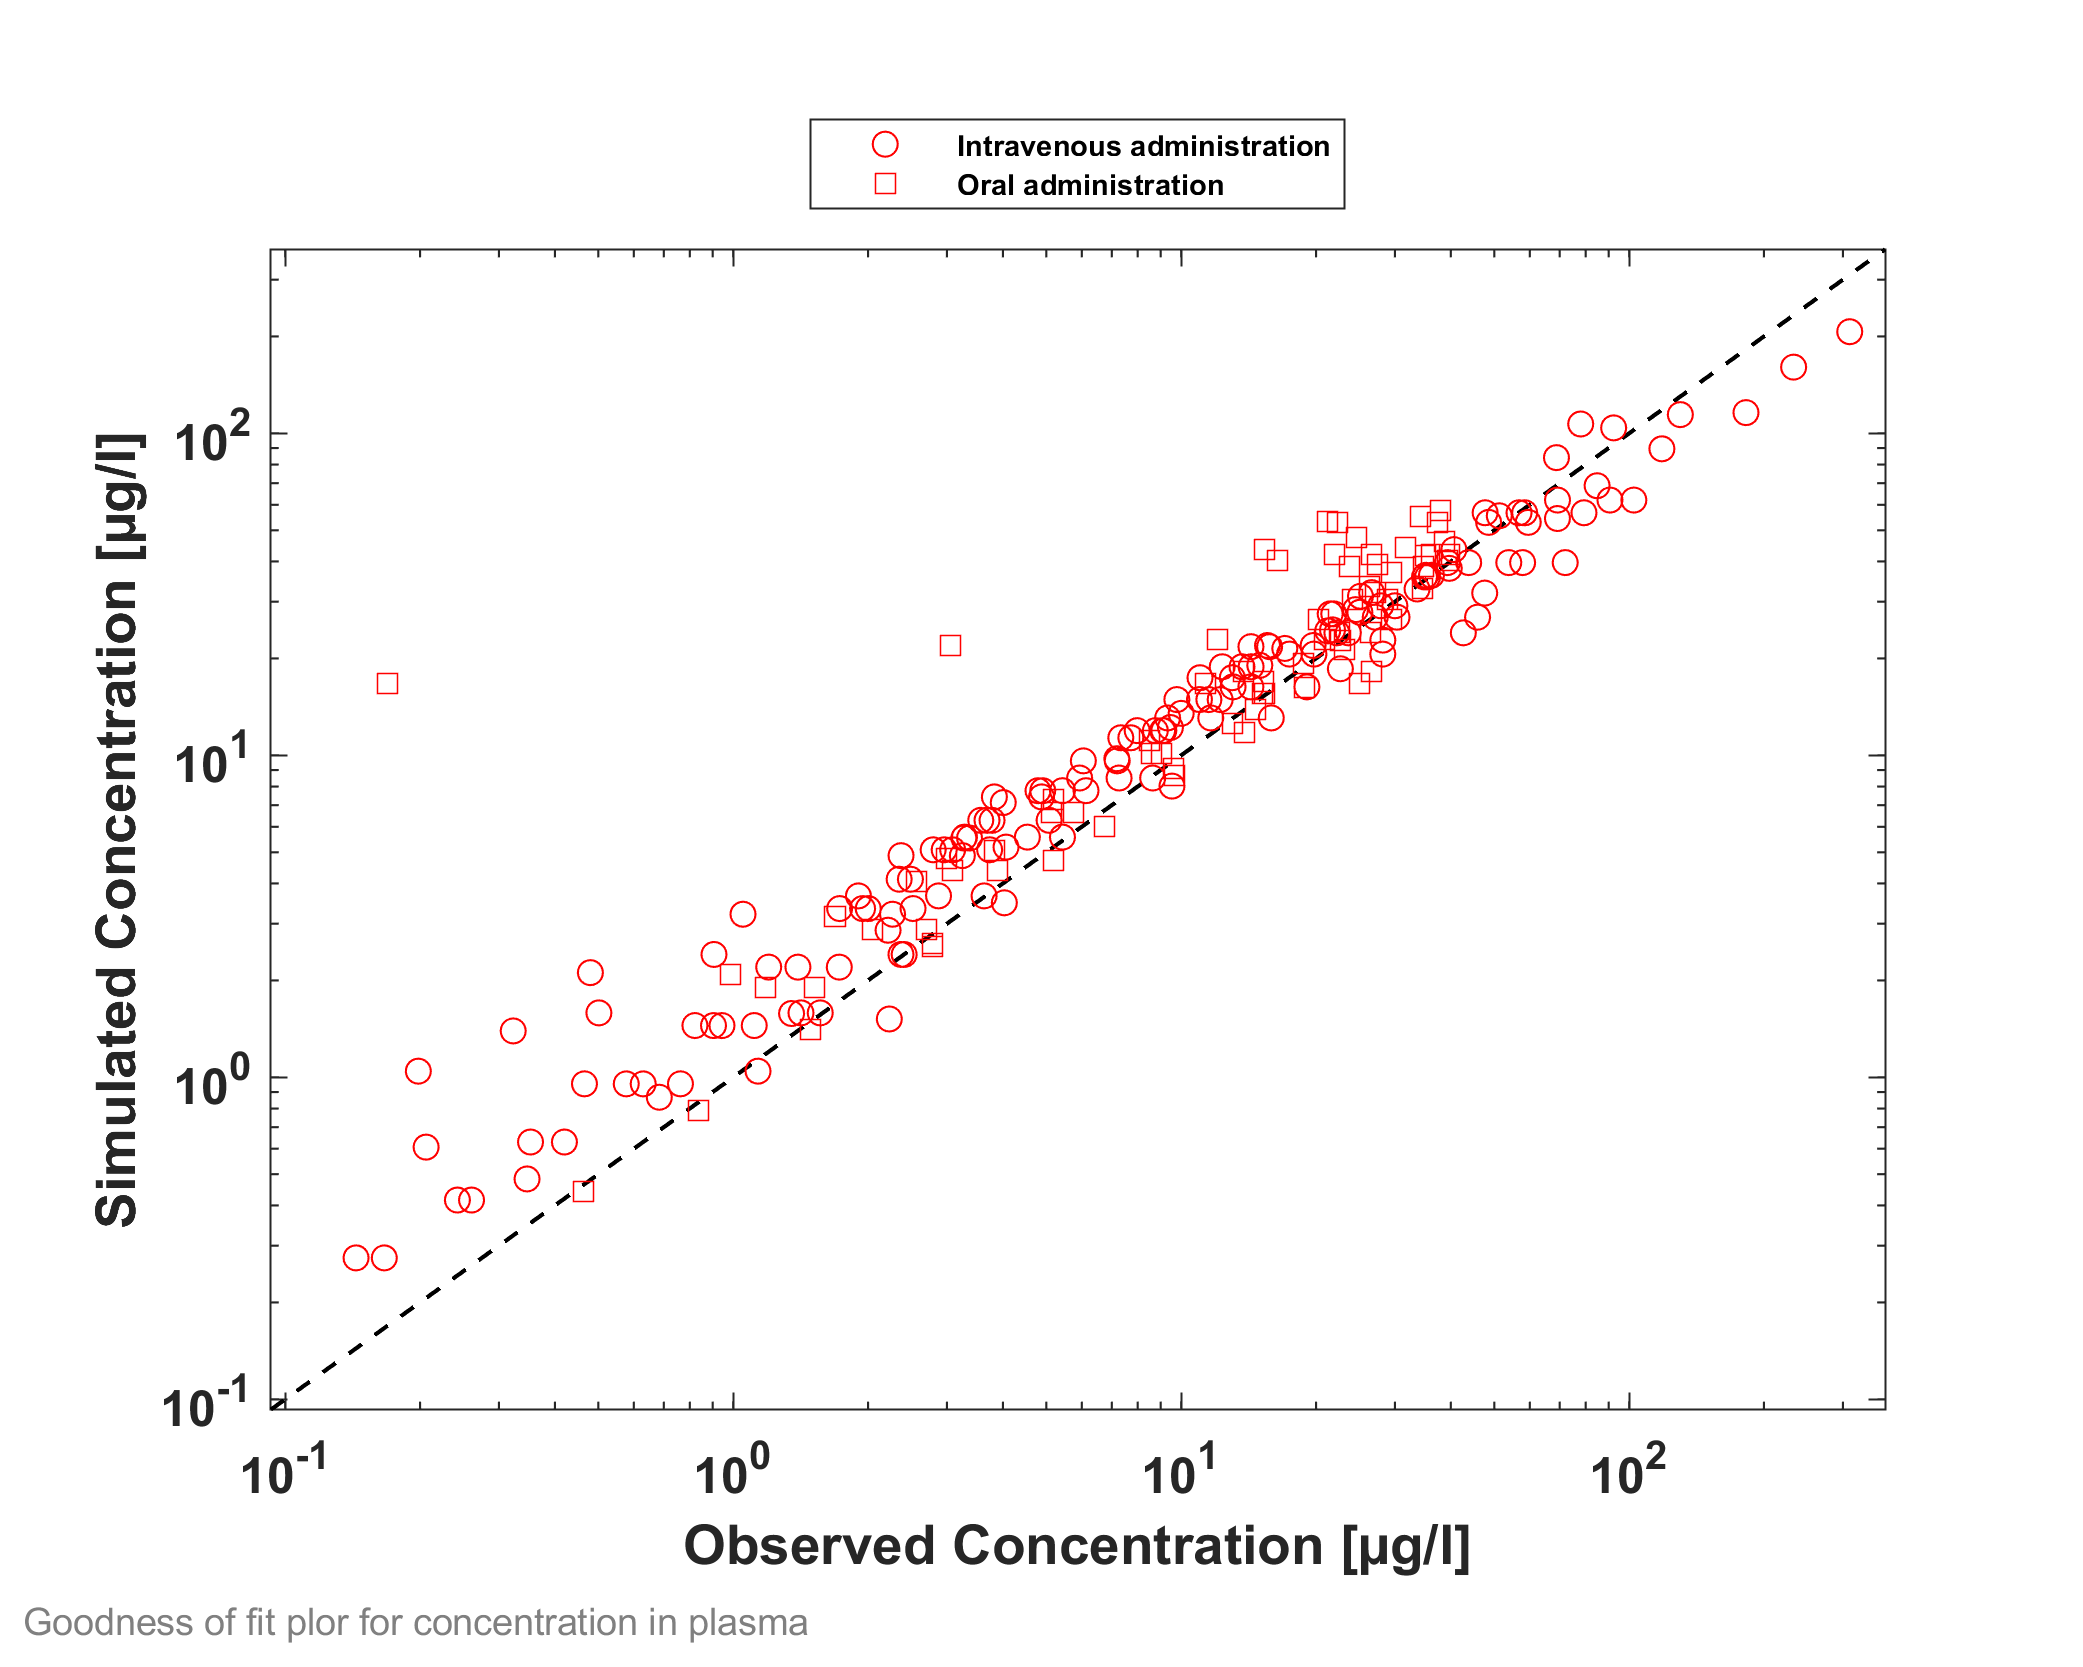 Intravenous administration
Oral administration
Simulated Concentration [µg/l]
10²
10¹
10⁰
10⁻¹
10⁻¹ 10⁰ 10¹ 10²
Observed Concentration [µg/l]
Goodness of fit plor for concentration in plasma